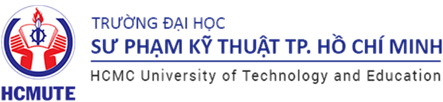 TRƯỜNG ĐẠI HỌC
SƯ PHẠM KỸ THUẬT TP. HỒ CHÍ MINH
HCMC University of Technology and Education
HCMUTE